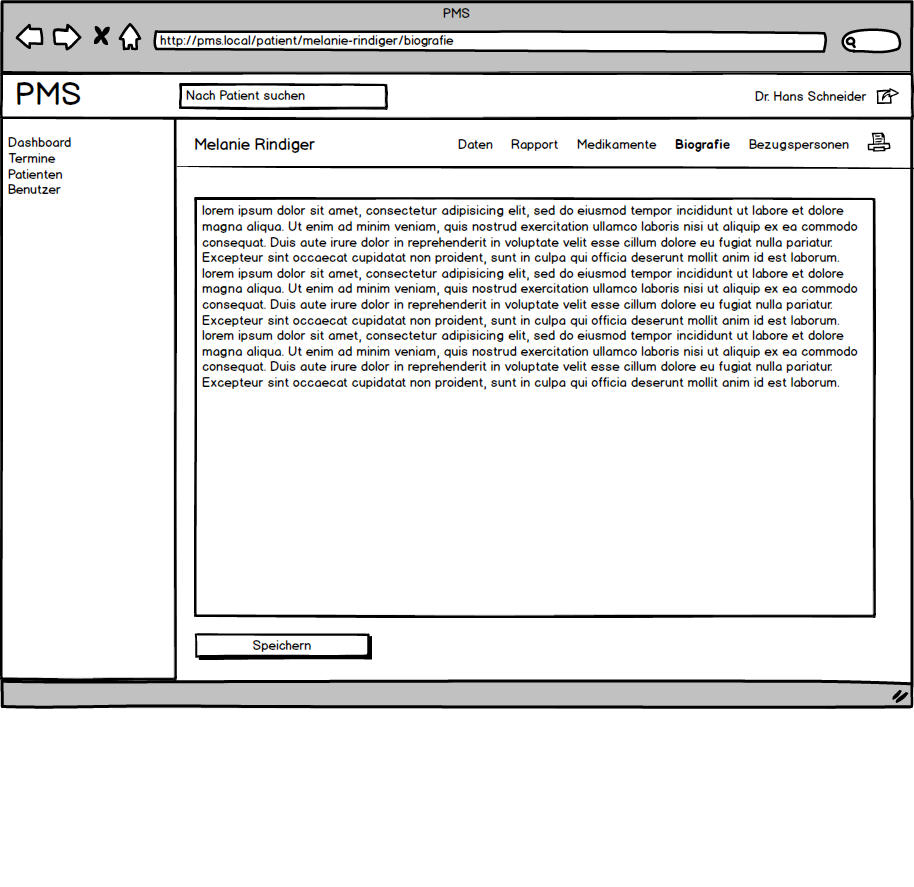 PMS
http://pms.local/patient/melanie-rindiger/biografie
PMS
Nach Patient suchen
Dr. Hans Schneider
Dashboard
Termine
Patienten
Benutzer
Melanie Rindiger
Daten Rapport Medikamente Biografie Bezugspersonen
lorem ipsum dolor sit amet, consectetur adipisicing elit, sed do eiusmod tempor incididunt ut labore et dolore
magna aliqua. Ut enim ad minim veniam, quis nostrud exercitation ullamco laboris nisi ut aliquip ex ea commodo
consequat. Duis aute irure dolor in reprehenderit in voluptate velit esse cillum dolore eu fugiat nulla pariatur.
Excepteur sint occaecat cupidatat non proident, sunt in culpa qui officia deserunt mollit anim id est laborum.
lorem ipsum dolor sit amet, consectetur adipisicing elit, sed do eiusmod tempor incididunt ut labore et dolore
magna aliqua. Ut enim ad minim veniam, quis nostrud exercitation ullamco laboris nisi ut aliquip ex ea commodo
consequat. Duis aute irure dolor in reprehenderit in voluptate velit esse cillum dolore eu fugiat nulla pariatur.
Excepteur sint occaecat cupidatat non proident, sunt in culpa qui officia deserunt mollit anim id est laborum.
lorem ipsum dolor sit amet, consectetur adipisicing elit, sed do eiusmod tempor incididunt ut labore et dolore
magna aliqua. Ut enim ad minim veniam, quis nostrud exercitation ullamco laboris nisi ut aliquip ex ea commodo
consequat. Duis aute irure dolor in reprehenderit in voluptate velit esse cillum dolore eu fugiat nulla pariatur.
Excepteur sint occaecat cupidatat non proident, sunt in culpa qui officia deserunt mollit anim id est laborum.
Speichern